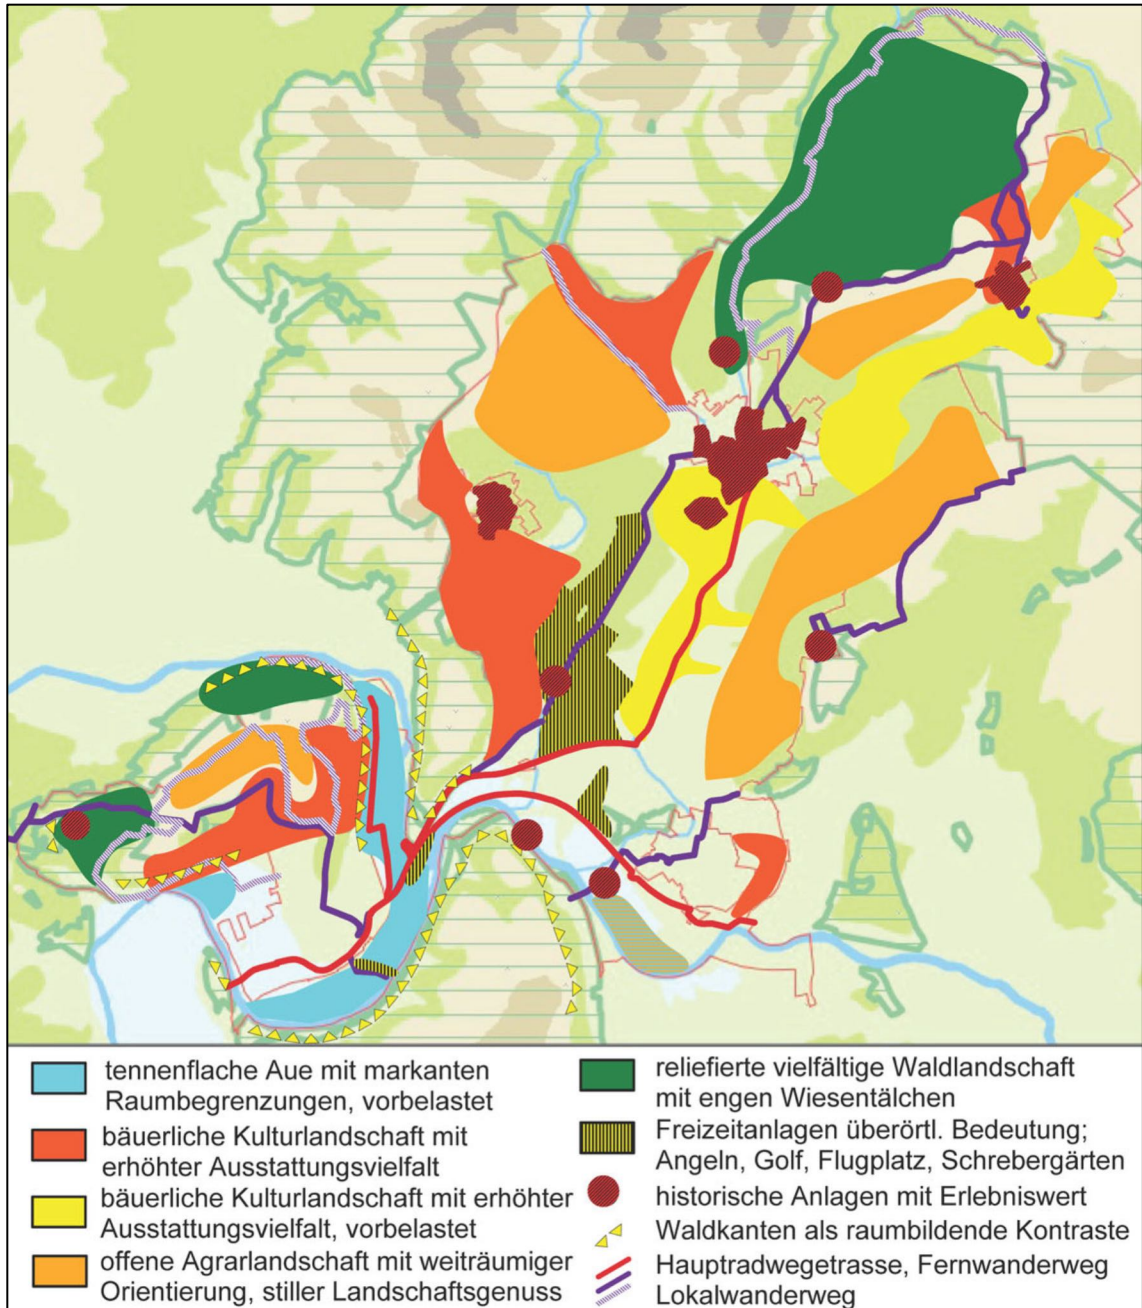 tennenflache Aue mit markanten
Raumbegrenzungen, vorbelastet
bäuerliche Kulturlandschaft mit
erhöhter Ausstattungsvielfalt
bäuerliche Kulturlandschaft mit erhöhter
Ausstattungsvielfalt, vorbelastet
offene Agrarlandschaft mit weiträumiger
Orientierung, stiller Landschaftsgenuss
reliefierte vielfältige Waldlandschaft
mit engen Wiesentälchen
Freizeitanlagen überörtl. Bedeutung;
Angeln, Golf, Flugplatz, Schrebergärten
historische Anlagen mit Erlebniswert
Waldkanten als raumbildende Kontraste
Hauptradwegetrasse, Fernwanderweg
Lokalwanderweg